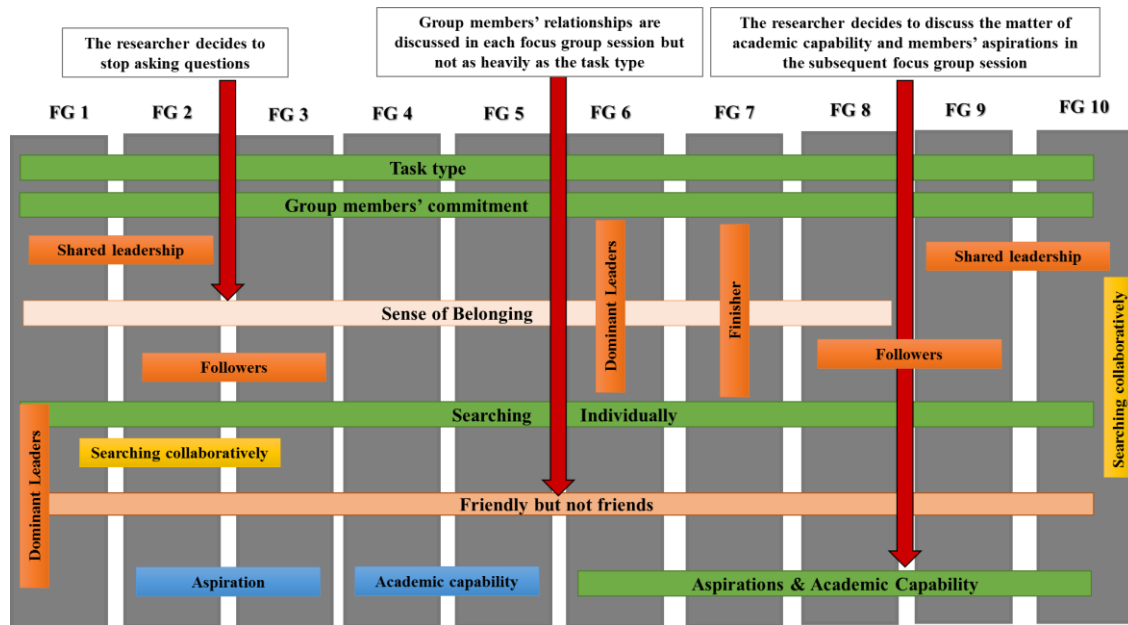 The researcher decides to
stop asking questions
Group members’ relationships are
discussed in each focus group session but
not as heavily as the task type
The researcher decides to discuss the matter of
academic capability and members’ aspirations in
the subsequent focus group session
FG 1
FG 2
FG 3
FG 4
FG 5
FG 6
FG 7
FG 8
FG 9
FG 10
Task type
Group members’ commitment
Shared leadership
Dominant Leaders
Finisher
Shared leadership
Sense of Belonging
Followers
Followers
Searching collaboratively
Searching Individually
Dominant Leaders
Searching collaboratively
Friendly but not friends
Aspiration
Academic capability
Aspirations & Academic Capability